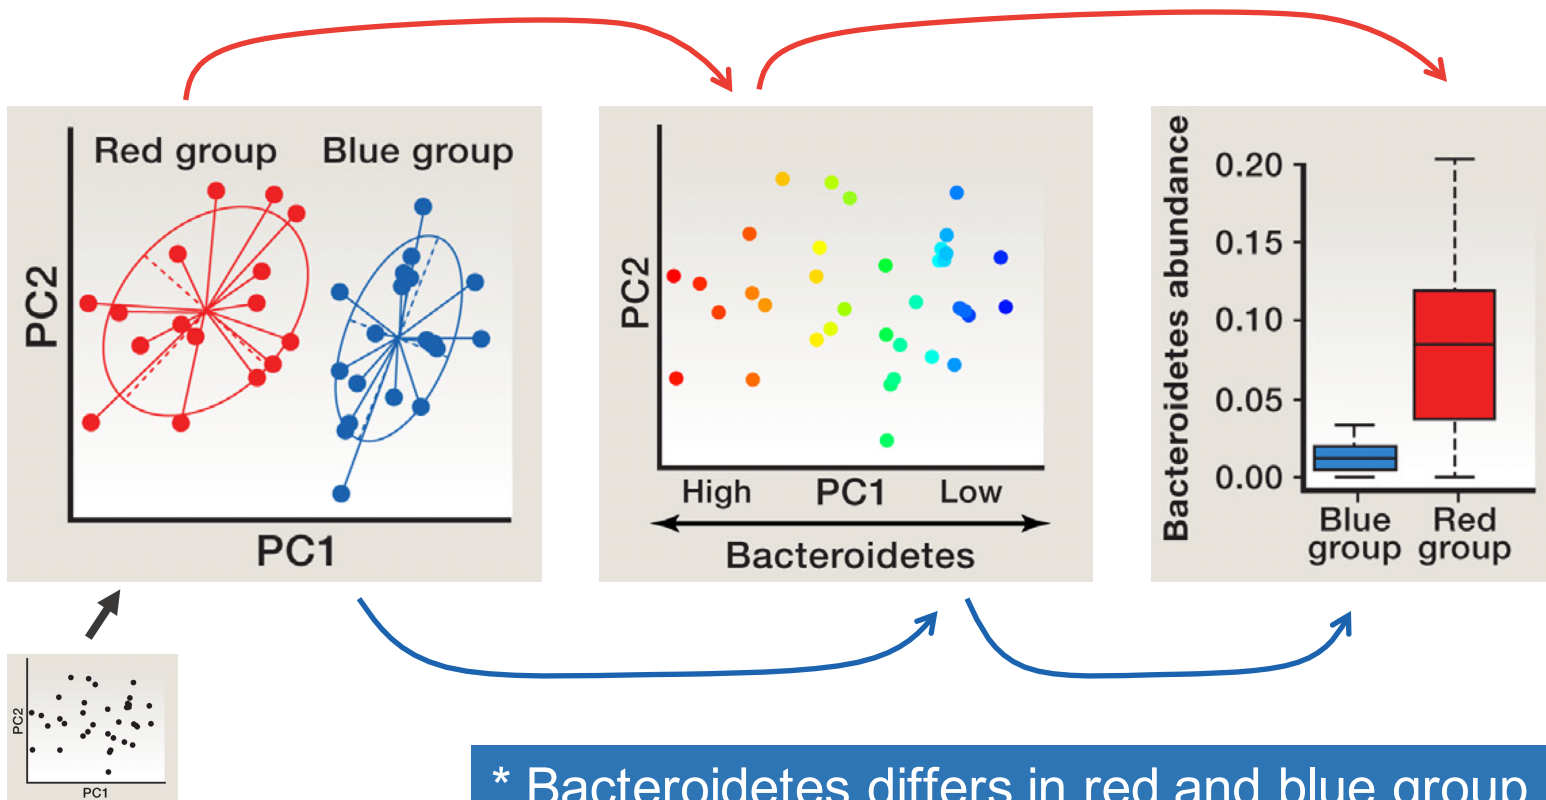 Red group
Blue group
PC2
PC1
PC2
High
PC1
Low
Bacteroidetes
Bacteroidetes abundance
0.20
0.15
0.10
0.05
0.00
Blue
group
Red
group
PC2
PC1
* Bacteroidetes differs in red and blue group